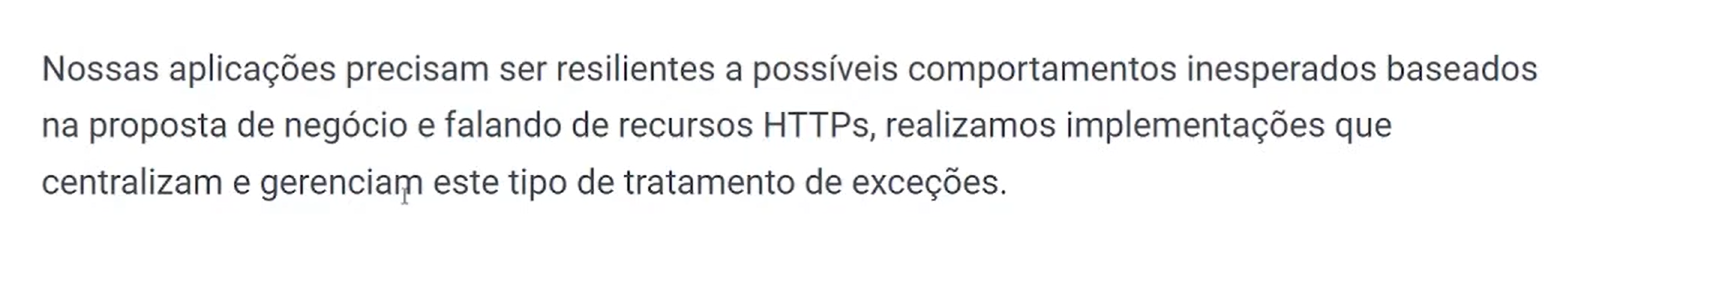 Nossas aplicações precisam ser resilientes a possíveis comportamentos inesperados baseados
na proposta de negócio e falando de recursos HTTPs, realizamos implementações que
centralizam e gerenciam este tipo de tratamento de exceções.